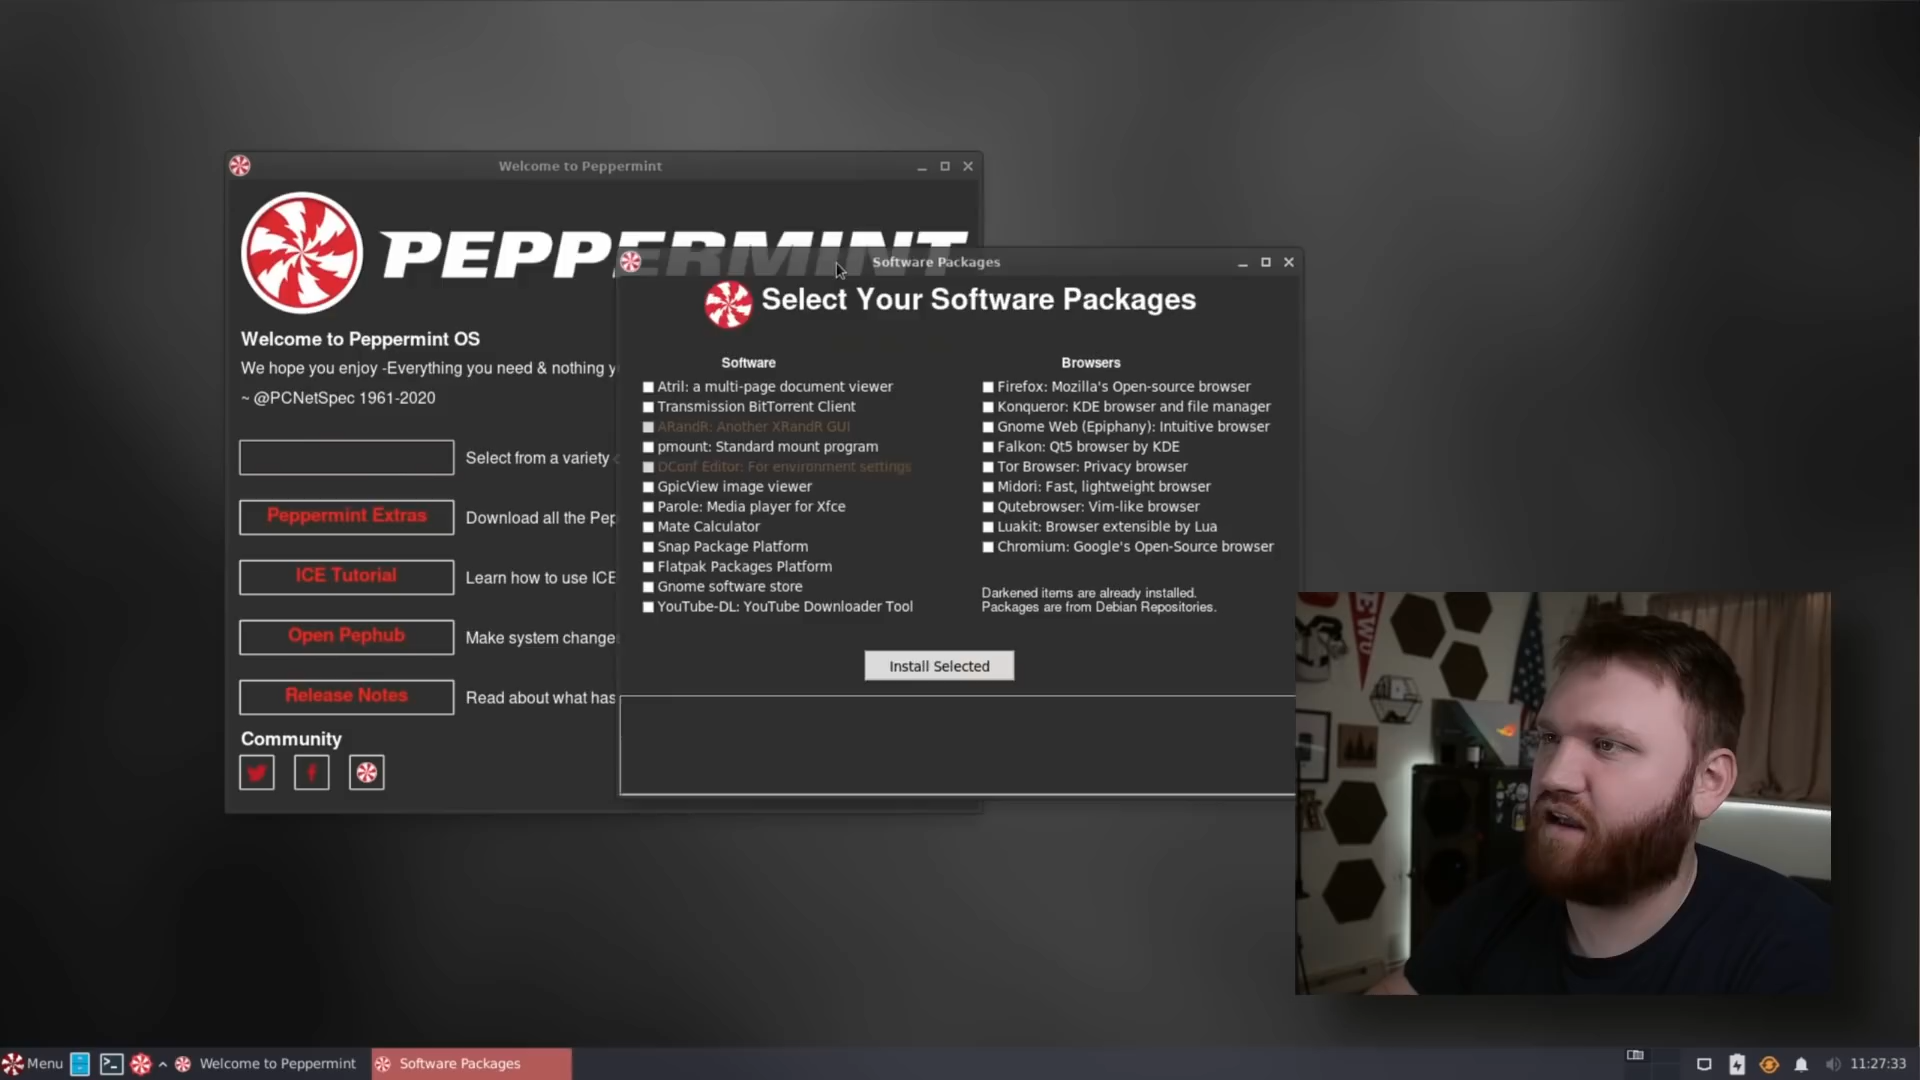 Welcome to Peppermint
PEPPERMINT
Welcome to Peppermint OS
We hope you enjoy -Everything you need & nothing
~ @PCNetSpec 1961-2020
Select from a variety
Peppermint Extras
Download all the Pep
ICE Tutorial
Learn how to use ICE
Open Pephub
Make system change
Release Notes
Read about what has
Community
Software Packages
Select Your Software Packages
Software
Atril: a multi-page document viewer
Transmission BitTorrent Client
ARandR: Another XRandR GUI
pmount: Standard mount program
DConf Editor: For environment settings
GpicView image viewer
Parole: Media player for Xfce
Mate Calculator
Snap Package Platform
Flatpak Packages Platform
Gnome software store
YouTube-DL: YouTube Downloader Tool
Browsers
Firefox: Mozilla's Open-source browser
Konqueror: KDE browser and file manager
Gnome Web (Epiphany): Intuitive browser
Falkon: Qt5 browser by KDE
Tor Browser: Privacy browser
Midori: Fast, lightweight browser
Qutebrowser: Vim-like browser
Luakit: Browser extensible by Lua
Chromium: Google's Open-Source browser
Darkened items are already installed.
Packages are from Debian Repositories.
Install Selected
EWU
Menu
Welcome to Peppermint
Software Packages
11:27:33